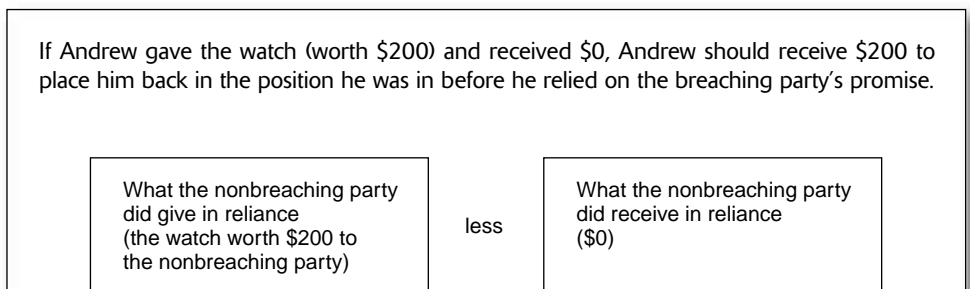 If Andrew gave the watch (worth $200) and received $0, Andrew should receive $200 to
place him back in the position he was in before he relied on the breaching party’s promise.
What the nonbreaching party
did give in reliance
(the watch worth $200 to
the nonbreaching party)
less
What the nonbreaching party
did receive in reliance
($0)